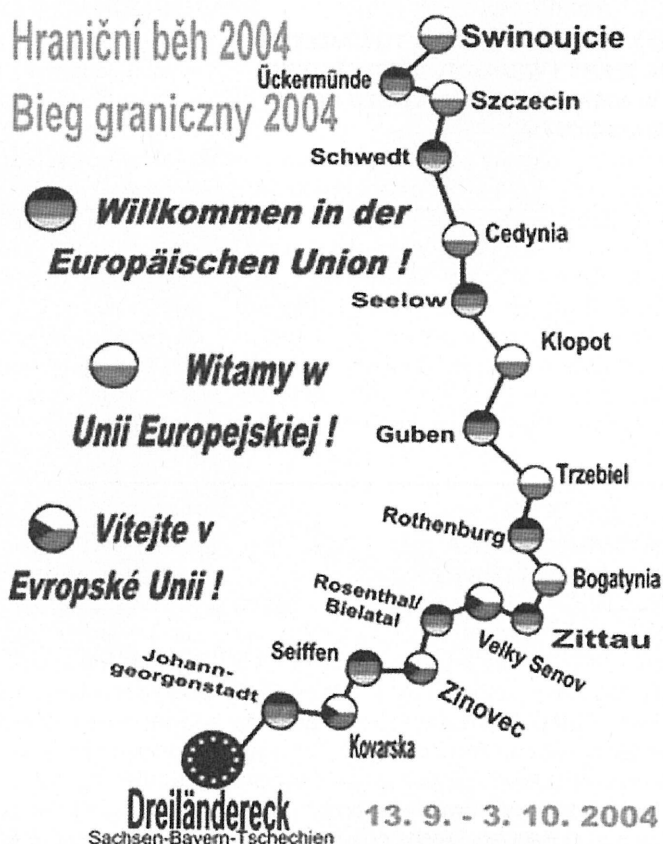 Hraniční běh 2004
Bieg graniczny 2004
Swinoujcie
Ückermünde
Szczecin
Schwedt
Willkommen in der
Europäischen Union !
Cedynia
Seelow
Witamy w
Unii Europejskiej !
Klopot
Guben
Trzebiel
Vítejte v
Evropské Unii !
Rothenburg
Bogatynia
Rosenthal/
Bielatal
Zittau
Velky Senov
Seiffen
Zinovec
Johann-
georgenstadt
Kovarska
Dreiländereck
Sachsen-Bayern-Tschechien
13. 9. - 3. 10. 2004